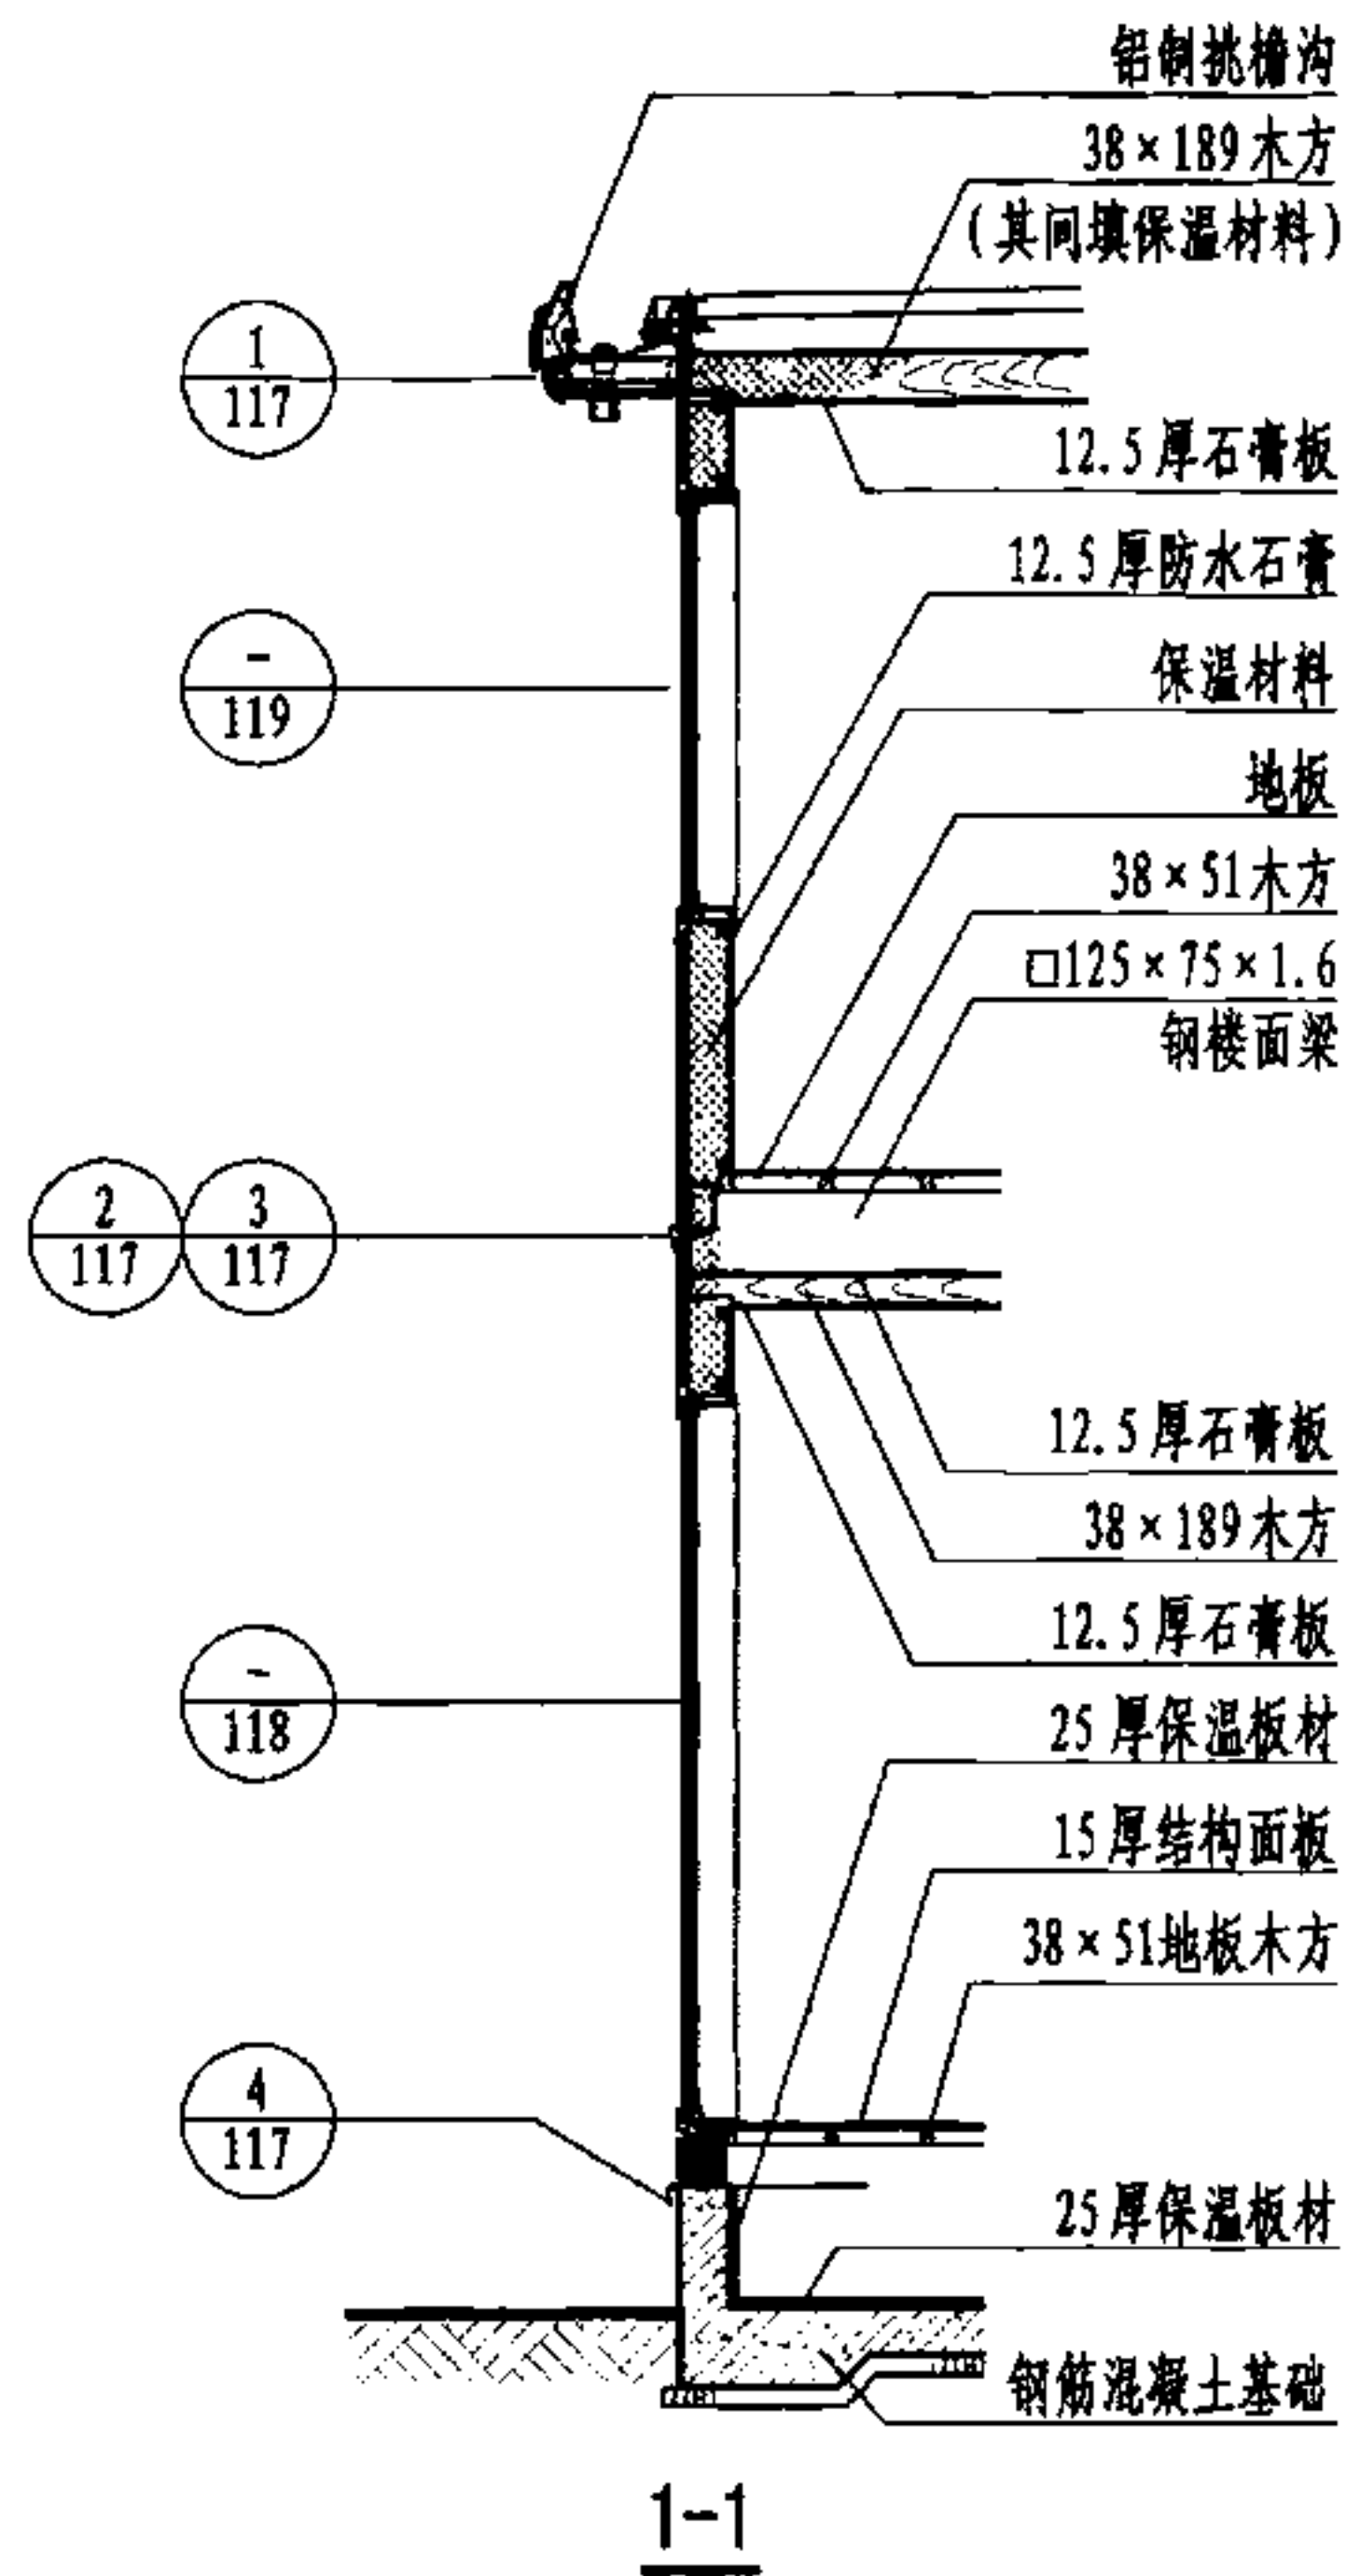 铝制挑檐沟
38×189木方
(其间填保温材料)
1
117
12.5厚石膏板
12.5厚防水石膏
保温材料
-
119
地板
38×51木方
□125×75×1.6
钢楼面梁
2
117
3
117
12.5厚石膏板
38×189木方
12.5厚石膏板
-
118
25厚保温板材
15厚结构面板
38×51地板木方
4
117
25厚保温板材
钢筋混凝土基础
1-1